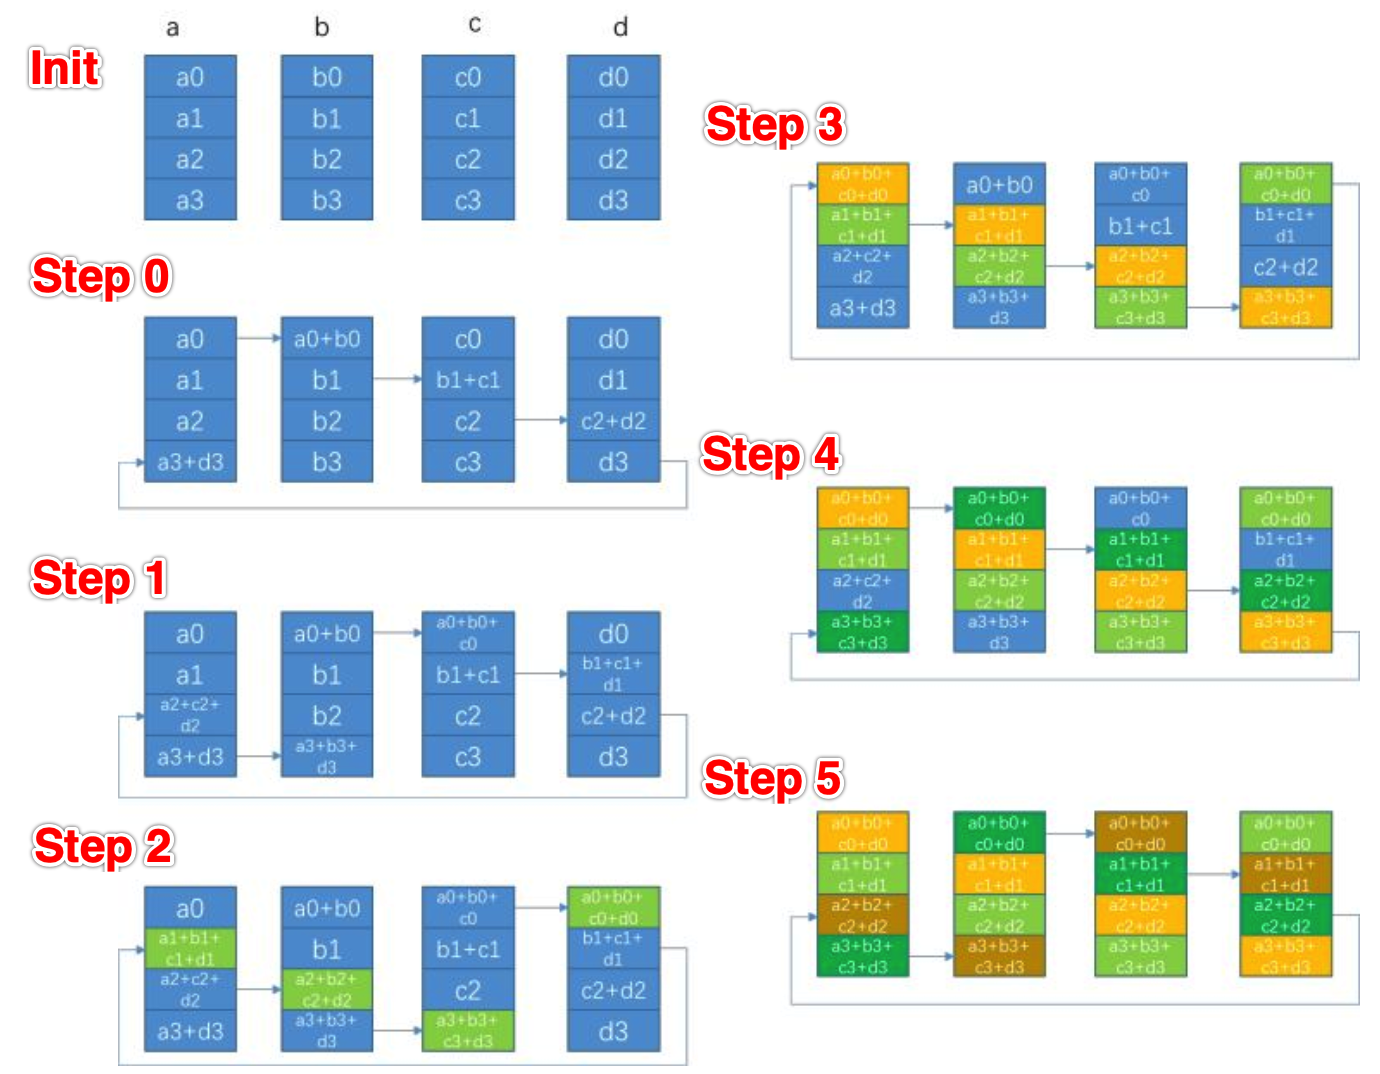 a b c d
Init
a0 b0 c0 d0
a1 b1 c1 d1
a2 b2 c2 d2
a3 b3 c3 d3
Step 0
a0 a0+b0 c0 d0
a1 b1 b1+c1 d1
a2 b2 c2 c2+d2
a3+d3 b3 c3 d3
Step 1
a0 a0+b0 a0+b0+ d0
c0
a1 b1 b1+c1 b1+c1+
d1
a2+c2+ b2 c2 c2+d2
d2
a3+d3 a3+b3+ c3 d3
d3
Step 2
a0 a0+b0 a0+b0+ a0+b0+
c0 c0+d0
a1+b1+ b1 b1+c1 b1+c1+
c1+d1 d1
a2+c2+ a2+b2+ c2 c2+d2
d2 c2+d2
a3+d3 a3+b3+ a3+b3+ d3
d3 c3+d3
Step 3
a0+b0+ a0+b0 a0+b0+ a0+b0+
c0+d0 c0 c0+d0
a1+b1+ a1+b1+ b1+c1 b1+c1+
c1+d1 c1+d1 d1
a2+c2+ a2+b2+ a2+b2+ c2+d2
d2 c2+d2 c2+d2
a3+d3 a3+b3+ a3+b3+ a3+b3+
d3 c3+d3 c3+d3
Step 4
a0+b0+ a0+b0+ a0+b0+ a0+b0+
c0+d0 c0+d0 c0 c0+d0
a1+b1+ a1+b1+ a1+b1+ b1+c1+
c1+d1 c1+d1 c1+d1 d1
a2+c2+ a2+b2+ a2+b2+ a2+b2+
d2 c2+d2 c2+d2 c2+d2
a3+b3+ a3+b3+ a3+b3+ a3+b3+
c3+d3 d3 c3+d3 c3+d3
Step 5
a0+b0+ a0+b0+ a0+b0+ a0+b0+
c0+d0 c0+d0 c0+d0 c0+d0
a1+b1+ a1+b1+ a1+b1+ a1+b1+
c1+d1 c1+d1 c1+d1 c1+d1
a2+b2+ a2+b2+ a2+b2+ a2+b2+
c2+d2 c2+d2 c2+d2 c2+d2
a3+b3+ a3+b3+ a3+b3+ a3+b3+
c3+d3 c3+d3 c3+d3 c3+d3